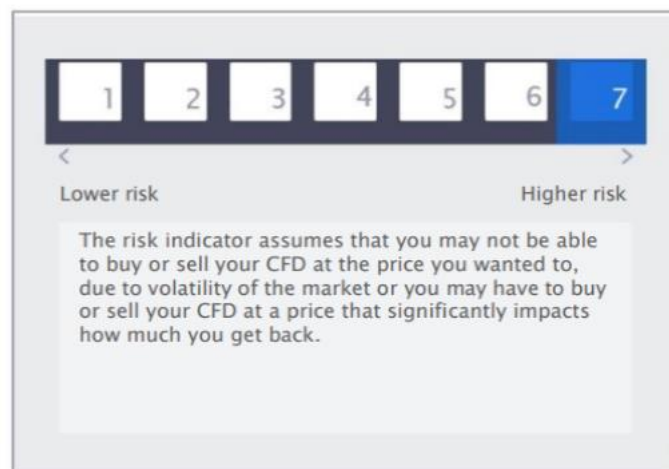 1 2 3 4 5 6 7
< >
Lower risk Higher risk
The risk indicator assumes that you may not be able
to buy or sell your CFD at the price you wanted to,
due to volatility of the market or you may have to buy
or sell your CFD at a price that significantly impacts
how much you get back.